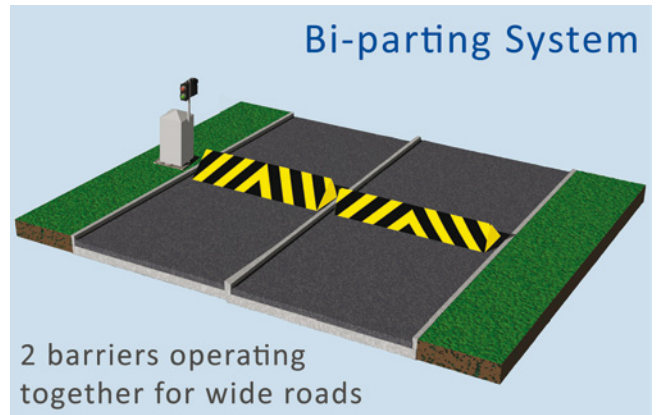 Bi-parting System
2 barriers operating
together for wide roads